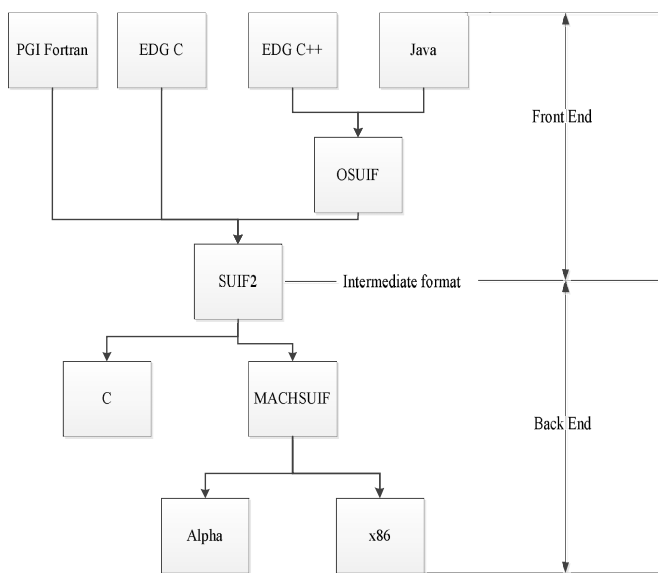 PGI Fortran
EDG C
EDG C++
Java
Front End
OSUIF
SUIF2
Intermediate format
C
MACHSUIF
Back End
Alpha
x86